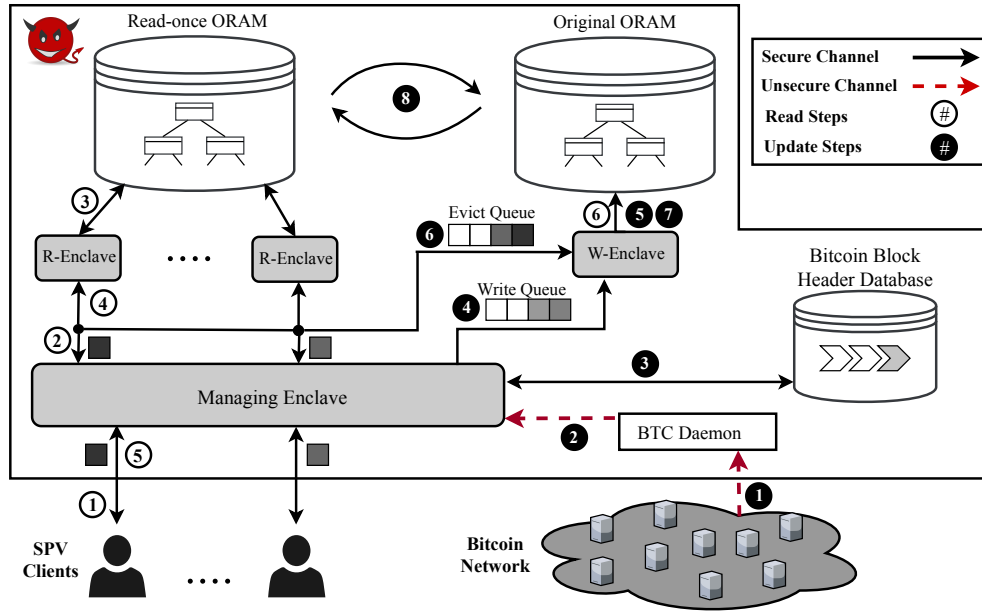 Read-once ORAM
Original ORAM
Secure Channel
Unsecure Channel
Read Steps #
Update Steps #
8
3
R-Enclave
. . . .
R-Enclave
6
Evict Queue
6
5
7
W-Enclave
4
Write Queue
Bitcoin Block
Header Database
4
2
3
Managing Enclave
2
BTC Daemon
5
1
1
SPV
Clients
. . . .
Bitcoin
Network